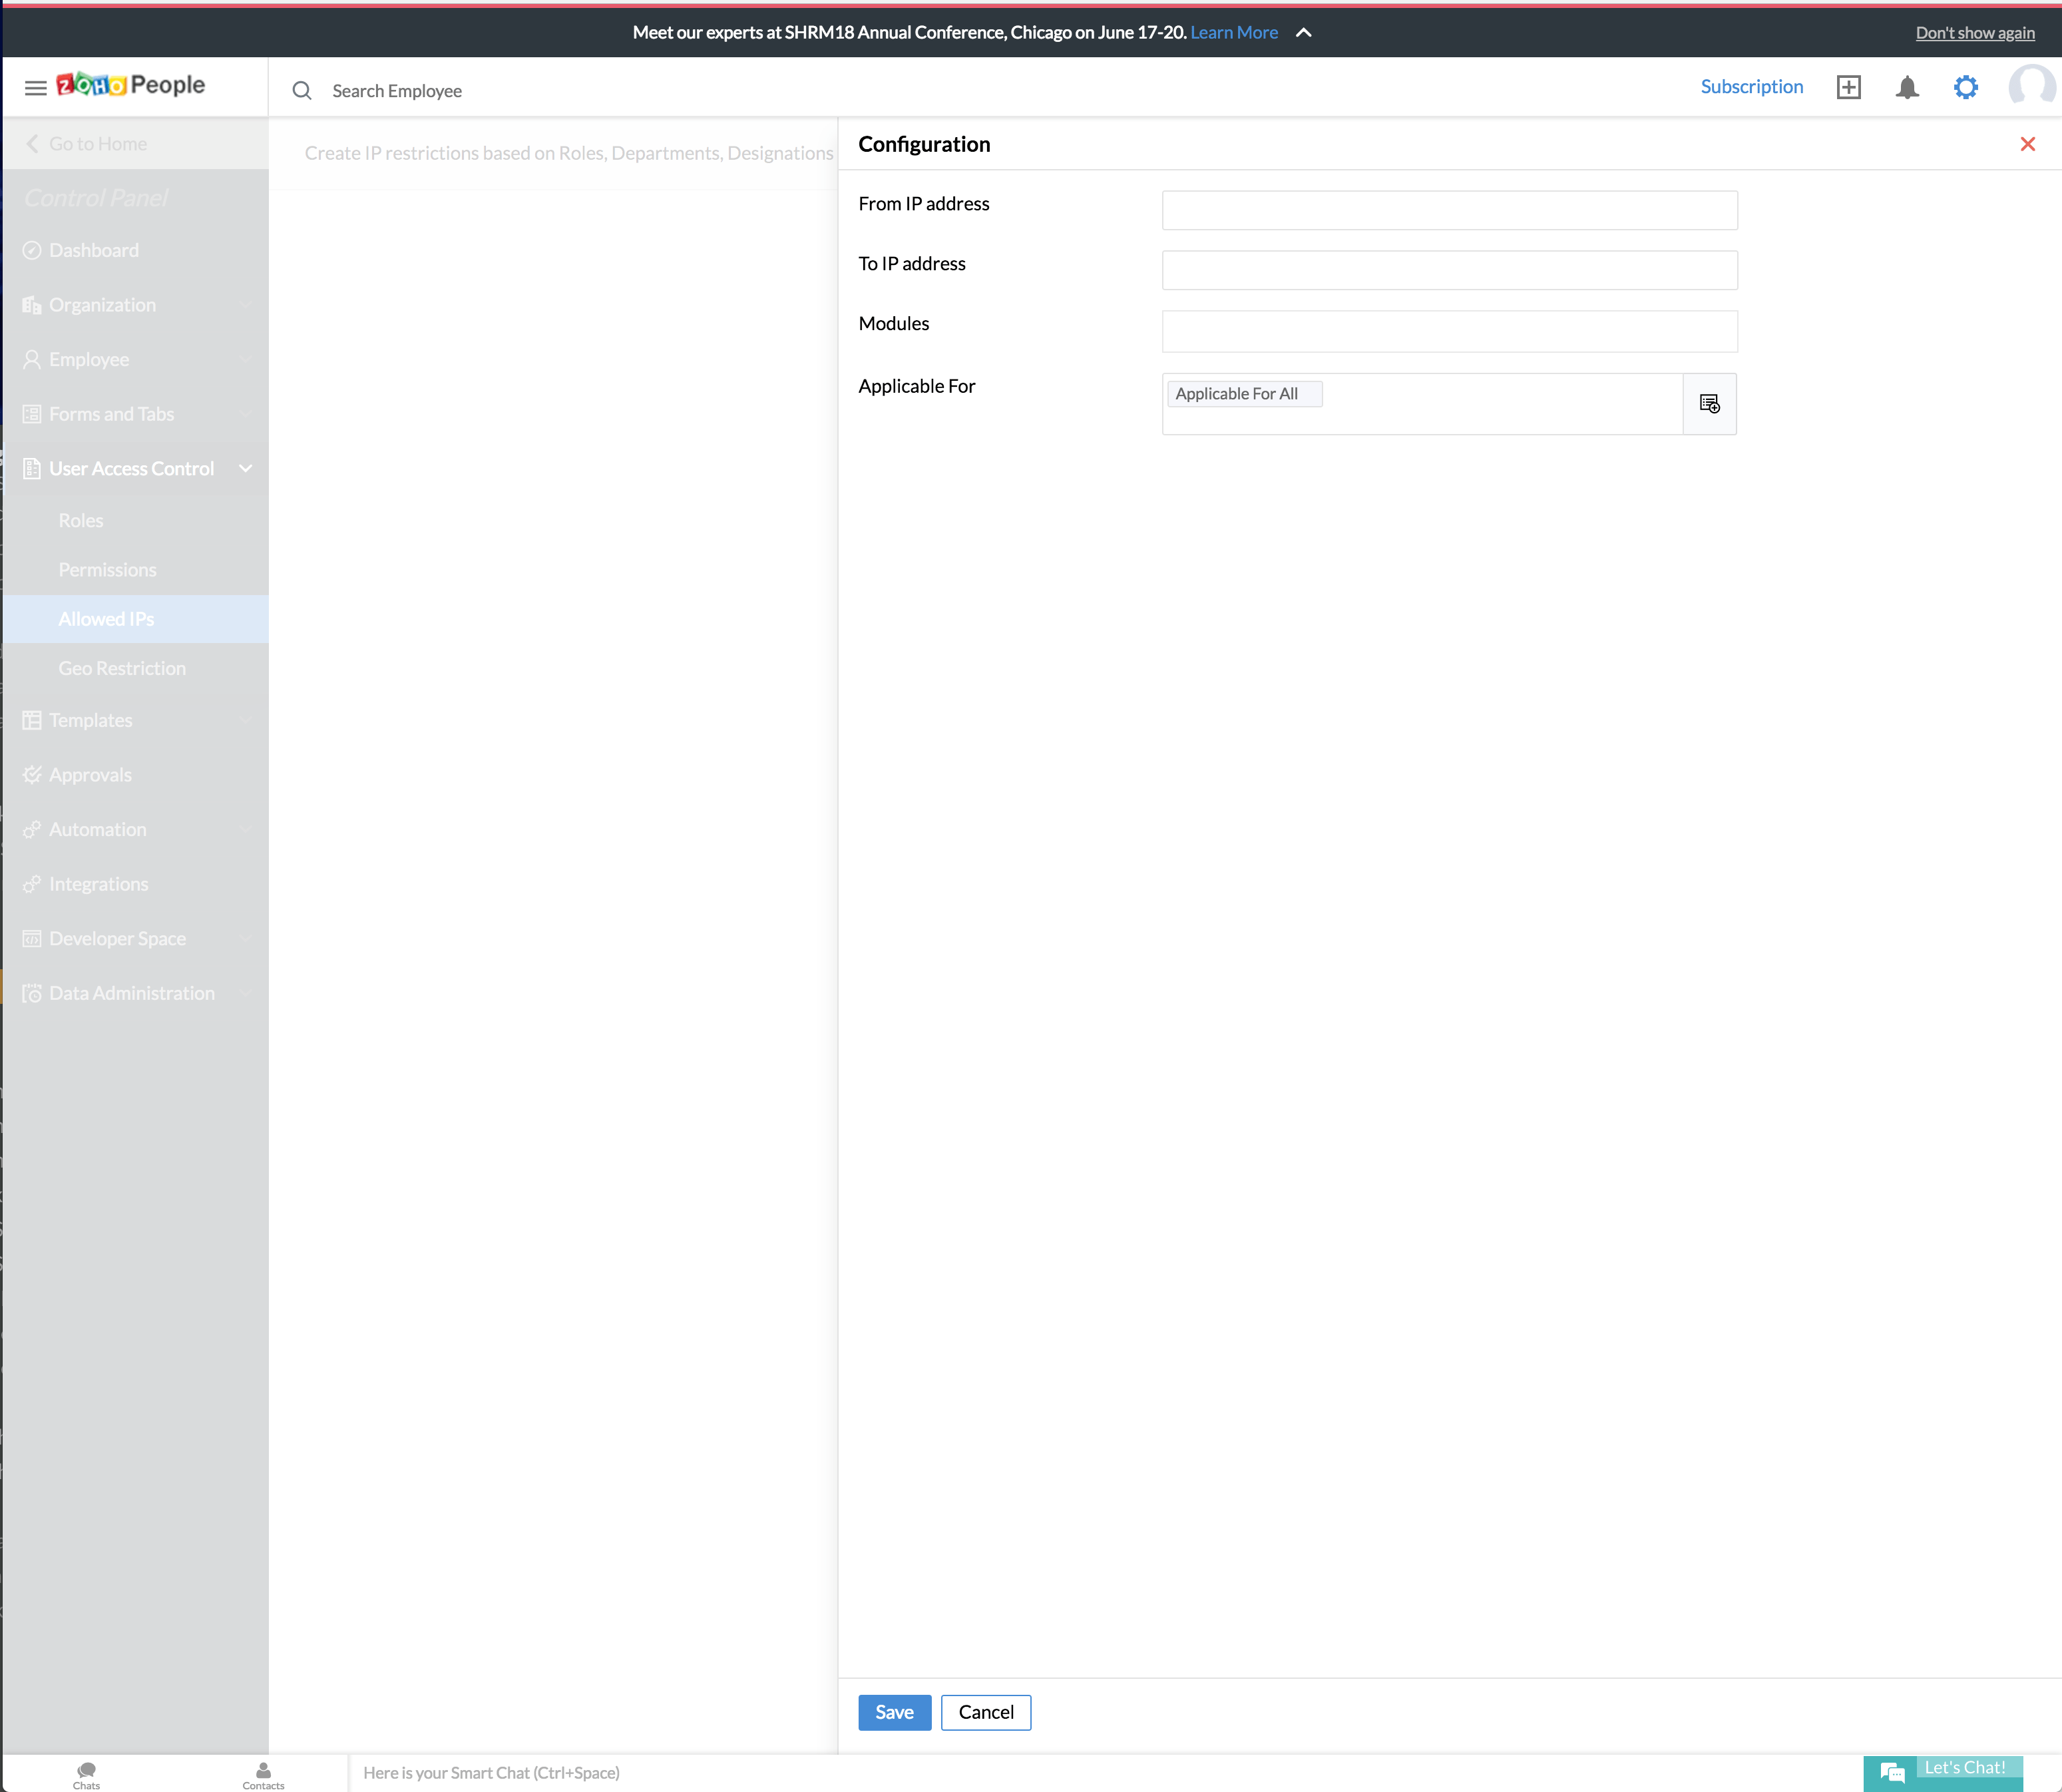 Meet our experts at SHRM18 Annual Conference, Chicago on June 17-20. Learn More
Don't show again
ZOHO People
Search Employee
Subscription
Go to Home
Control Panel
Dashboard
Organization
Employee
Forms and Tabs
User Access Control
Roles
Permissions
Allowed IPs
Geo Restriction
Templates
Approvals
Automation
Integrations
Developer Space
Data Administration
Create IP restrictions based on Roles, Departments, Designations
Configuration
From IP address
To IP address
Modules
Applicable For
Applicable For All
Save
Cancel
Chats
Contacts
Here is your Smart Chat (Ctrl+Space)
Let's Chat!